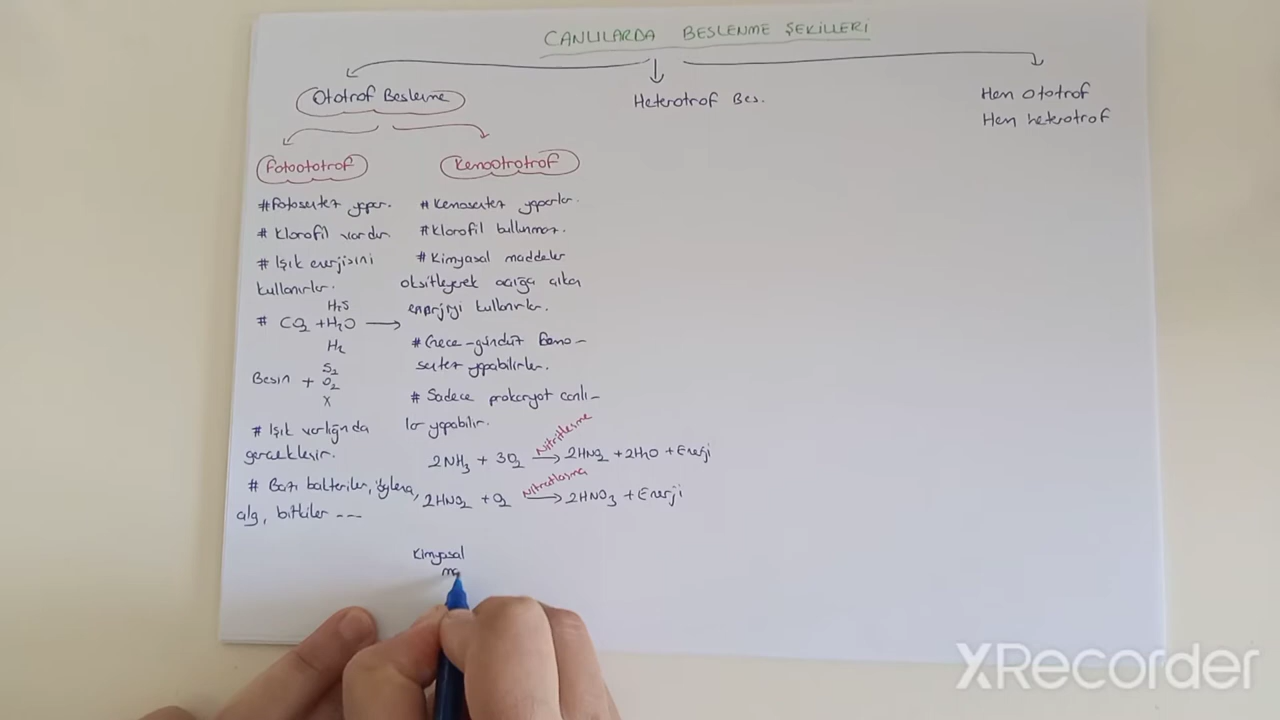 CANLILARDA BESLENME ŞEKİLLERİ
Ototrof Beslenme
Heterotrof Bes.
Hem ototrof
Hem heterotrof
Fotoototrof
Kemoototrof
#Fotosentez yapar.
# Klorofil vardır.
# Işık enerjisini
kullanırlar.
H₂S
# CO₂ + H₂O ⟶
H₂
S₂
Besin + O₂
X
# Işık varlığında
gerçekleşir.
# Bazı bakteriler, öglena,
alg, bitkiler ---
# Kemosentez yaparlar.
#Klorofil bulunmaz.
# Kimyasal maddeler
oksitleyerek açığa çıkan
enerjiyi kullanırlar.
# Gece-gündüz kemo-
sentez yapabilirler.
# Sadece prokaryot canlı-
lar yapabilir.
Nitritleşme
2NH₃ + 3O₂ ⟶ 2HNO₂ + 2H₂O + Enerji
Nitratlaşma
2HNO₂ + O₂ ⟶ 2HNO₃ + Enerji
Kimyasal
ma
XRecorder